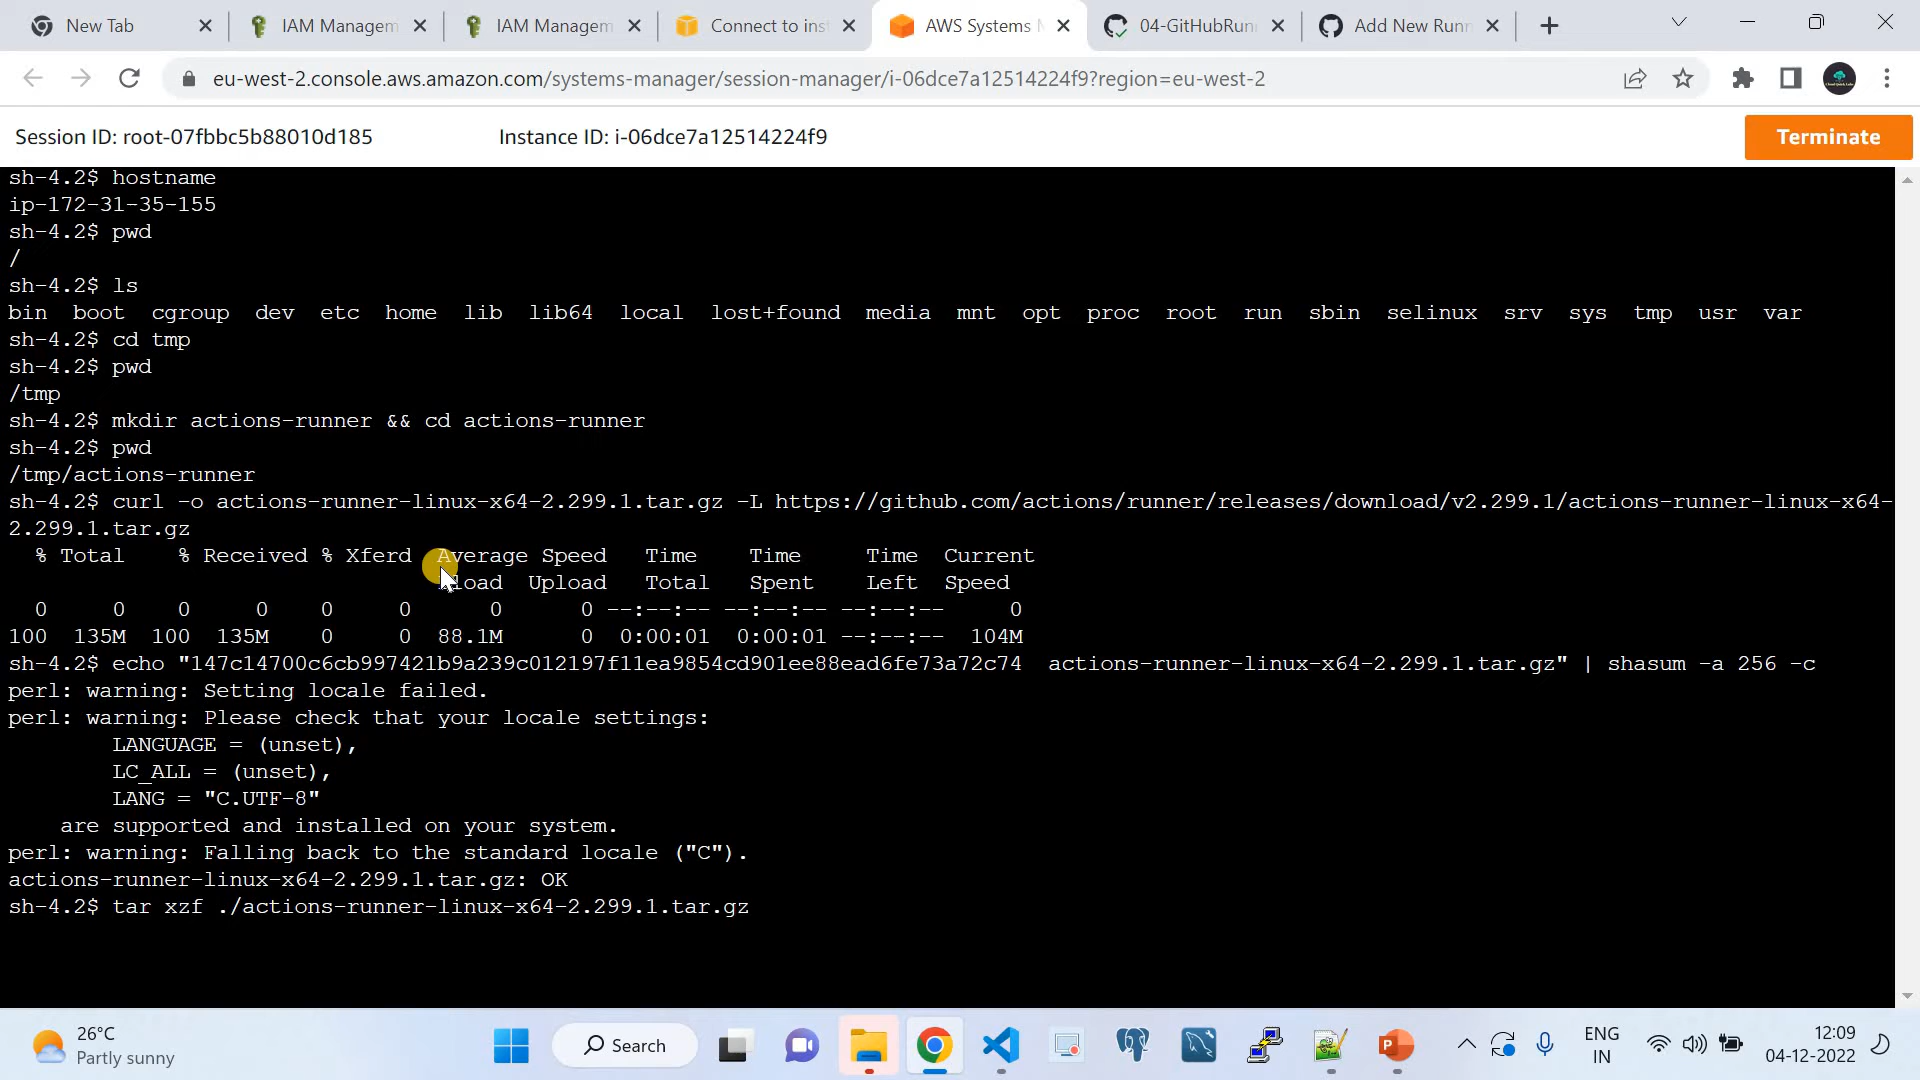 New Tab
IAM Managem
IAM Managem
Connect to inst
AWS Systems M
04-GitHubRun
Add New Runn
eu-west-2.console.aws.amazon.com/systems-manager/session-manager/i-06dce7a12514224f9?region=eu-west-2
Session ID: root-07fbbc5b88010d185 Instance ID: i-06dce7a12514224f9 Terminate
sh-4.2$ hostname
ip-172-31-35-155
sh-4.2$ pwd
/
sh-4.2$ ls
bin boot cgroup dev etc home lib lib64 local lost+found media mnt opt proc root run sbin selinux srv sys tmp usr var
sh-4.2$ cd tmp
sh-4.2$ pwd
/tmp
sh-4.2$ mkdir actions-runner && cd actions-runner
sh-4.2$ pwd
/tmp/actions-runner
sh-4.2$ curl -o actions-runner-linux-x64-2.299.1.tar.gz -L https://github.com/actions/runner/releases/download/v2.299.1/actions-runner-linux-x64-
2.299.1.tar.gz
% Total % Received % Xferd Average Speed Time Time Time Current
load Upload Total Spent Left Speed
0 0 0 0 0 0 0 0 --:--:-- --:--:-- --:--:-- 0
100 135M 100 135M 0 0 88.1M 0 0:00:01 0:00:01 --:--:-- 104M
sh-4.2$ echo "147c14700c6cb997421b9a239c012197f11ea9854cd901ee88ead6fe73a72c74  actions-runner-linux-x64-2.299.1.tar.gz" | shasum -a 256 -c
perl: warning: Setting locale failed.
perl: warning: Please check that your locale settings:
LANGUAGE = (unset),
LC_ALL = (unset),
LANG = "C.UTF-8"
are supported and installed on your system.
perl: warning: Falling back to the standard locale ("C").
actions-runner-linux-x64-2.299.1.tar.gz: OK
sh-4.2$ tar xzf ./actions-runner-linux-x64-2.299.1.tar.gz
26°C
Partly sunny
Search
ENG
IN
12:09
04-12-2022